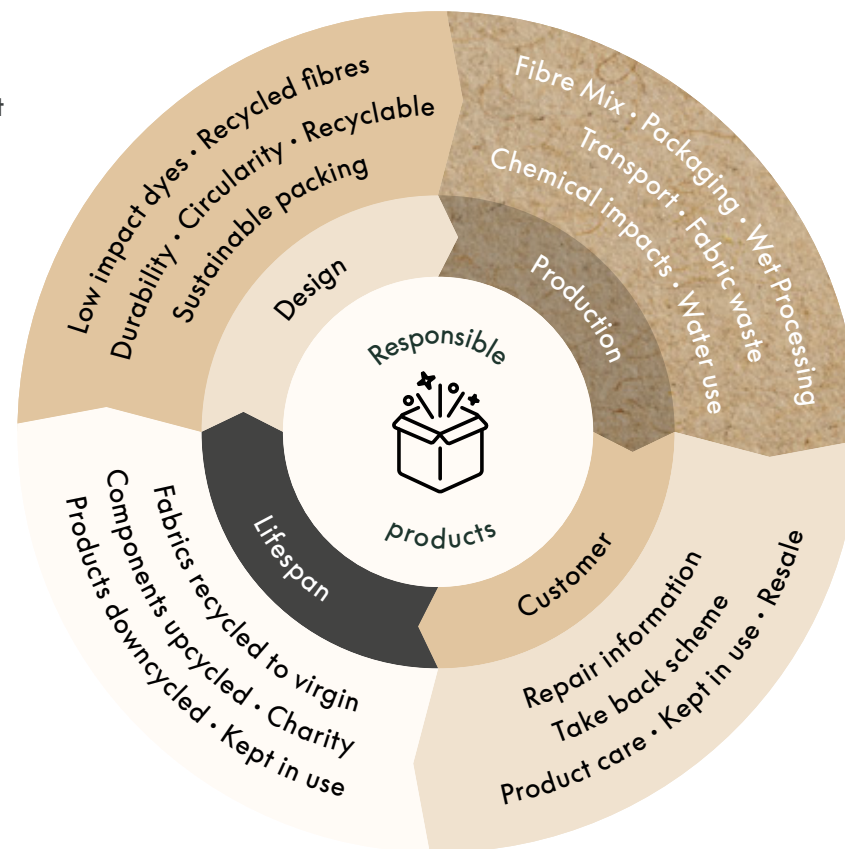 t
Responsible
products
Design
Low impact dyes • Recycled fibres
Durability • Circularity • Recyclable
Sustainable packing
Production
Fibre Mix • Packaging • Wet Processing
Transport • Fabric waste
Chemical impacts • Water use
Customer
Repair information
Take back scheme
Product care • Kept in use • Resale
Lifespan
Fabrics recycled to virgin
Components upcycled • Charity
Products downcycled • Kept in use